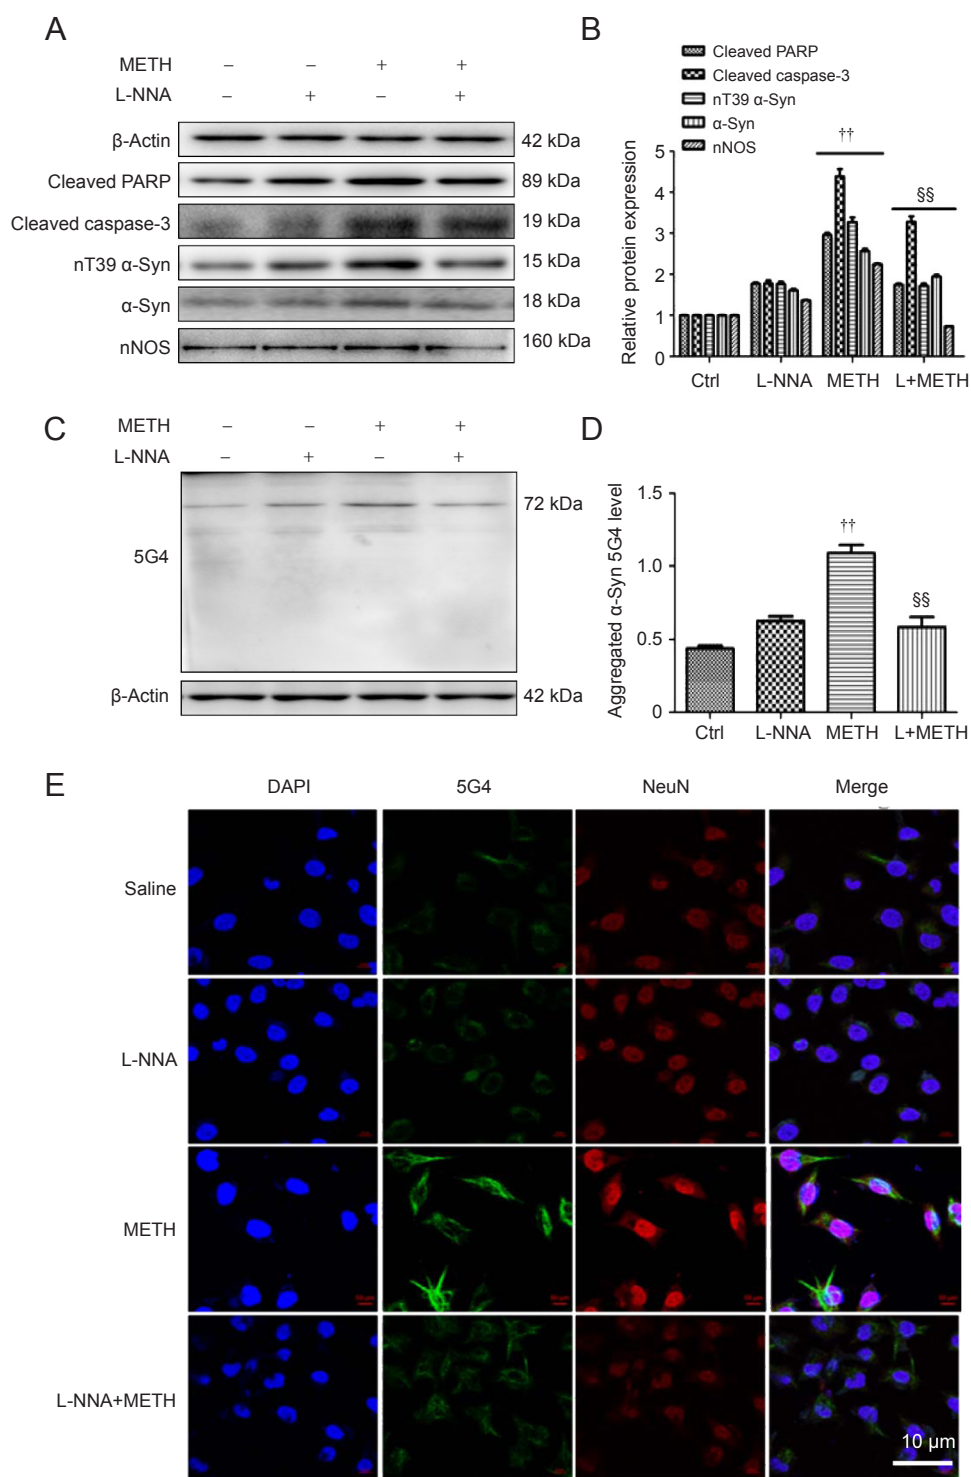 A
METH – – + +
L-NNA – + – +
β-Actin 42 kDa
Cleaved PARP 89 kDa
Cleaved caspase-3 19 kDa
nT39 α-Syn 15 kDa
α-Syn 18 kDa
nNOS 160 kDa
B
Cleaved PARP
Cleaved caspase-3
nT39 α-Syn
α-Syn
nNOS
Relative protein expression
5
4
3
2
1
0
††
§§
Ctrl L-NNA METH L+METH
C
METH – – + +
L-NNA – + – +
5G4 72 kDa
β-Actin 42 kDa
D
Aggregated α-Syn 5G4 level
1.5
1.0
0.5
0
††
§§
Ctrl L-NNA METH L+METH
E
DAPI 5G4 NeuN Merge
Saline
L-NNA
METH
L-NNA+METH
10 μm